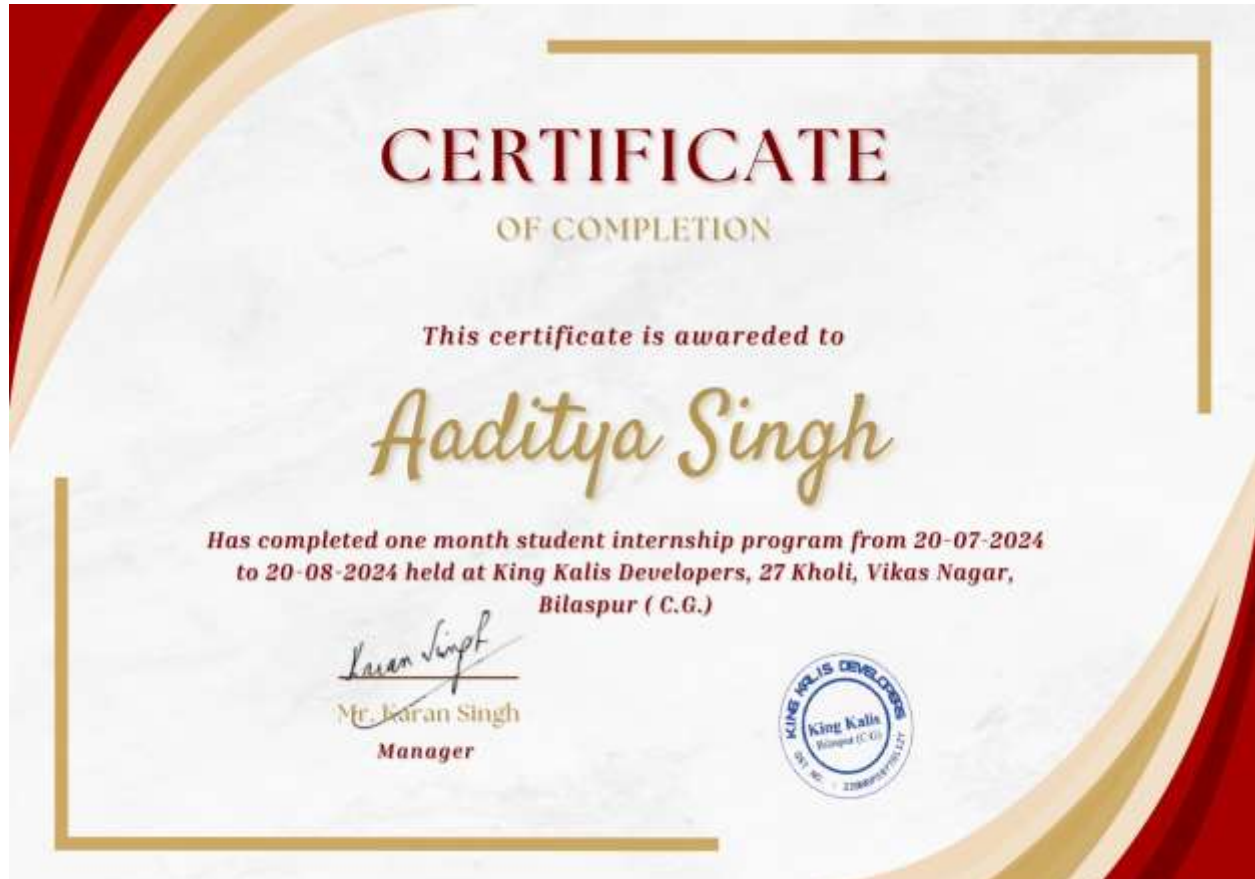 CERTIFICATE
OF COMPLETION
This certificate is awareded to
Aaditya Singh
Has completed one month student internship program from 20-07-2024
to 20-08-2024 held at King Kalis Developers, 27 Kholi, Vikas Nagar,
Bilaspur ( C.G.)
Karan Singh
Mr. Karan Singh
Manager
KING KALIS DEVELOPERS
King Kalis
Bilaspur (C.G)
GST. NO. :